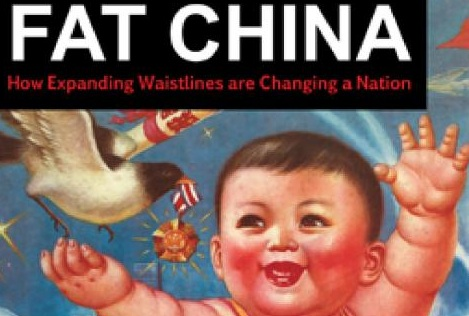 FAT CHINA
How Expanding Waistlines are Changing a Nation